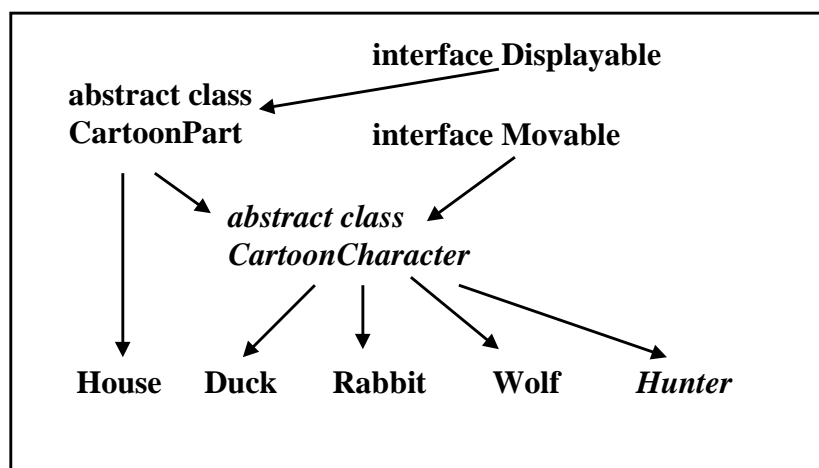 interface Displayable
abstract class
CartoonPart
interface Movable
abstract class
CartoonCharacter
House Duck Rabbit Wolf Hunter